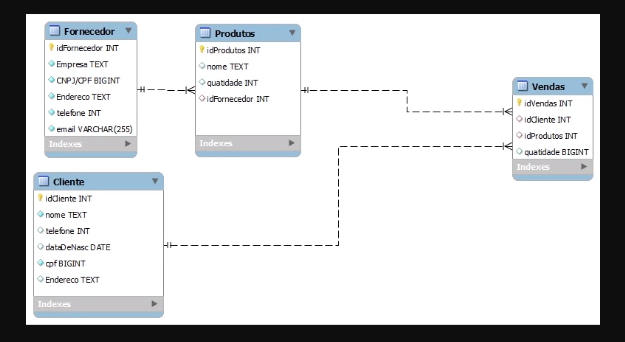 Fornecedor
idFornecedor INT
Empresa TEXT
CNPJ/CPF BIGINT
Endereco TEXT
telefone INT
email VARCHAR(255)
Indexes
Produtos
idProdutos INT
nome TEXT
quatidade INT
idFornecedor INT
Indexes
Vendas
idVendas INT
idCliente INT
idProdutos INT
quatidade BIGINT
Indexes
Cliente
idCliente INT
nome TEXT
telefone INT
dataDeNasc DATE
cpf BIGINT
Endereco TEXT
Indexes